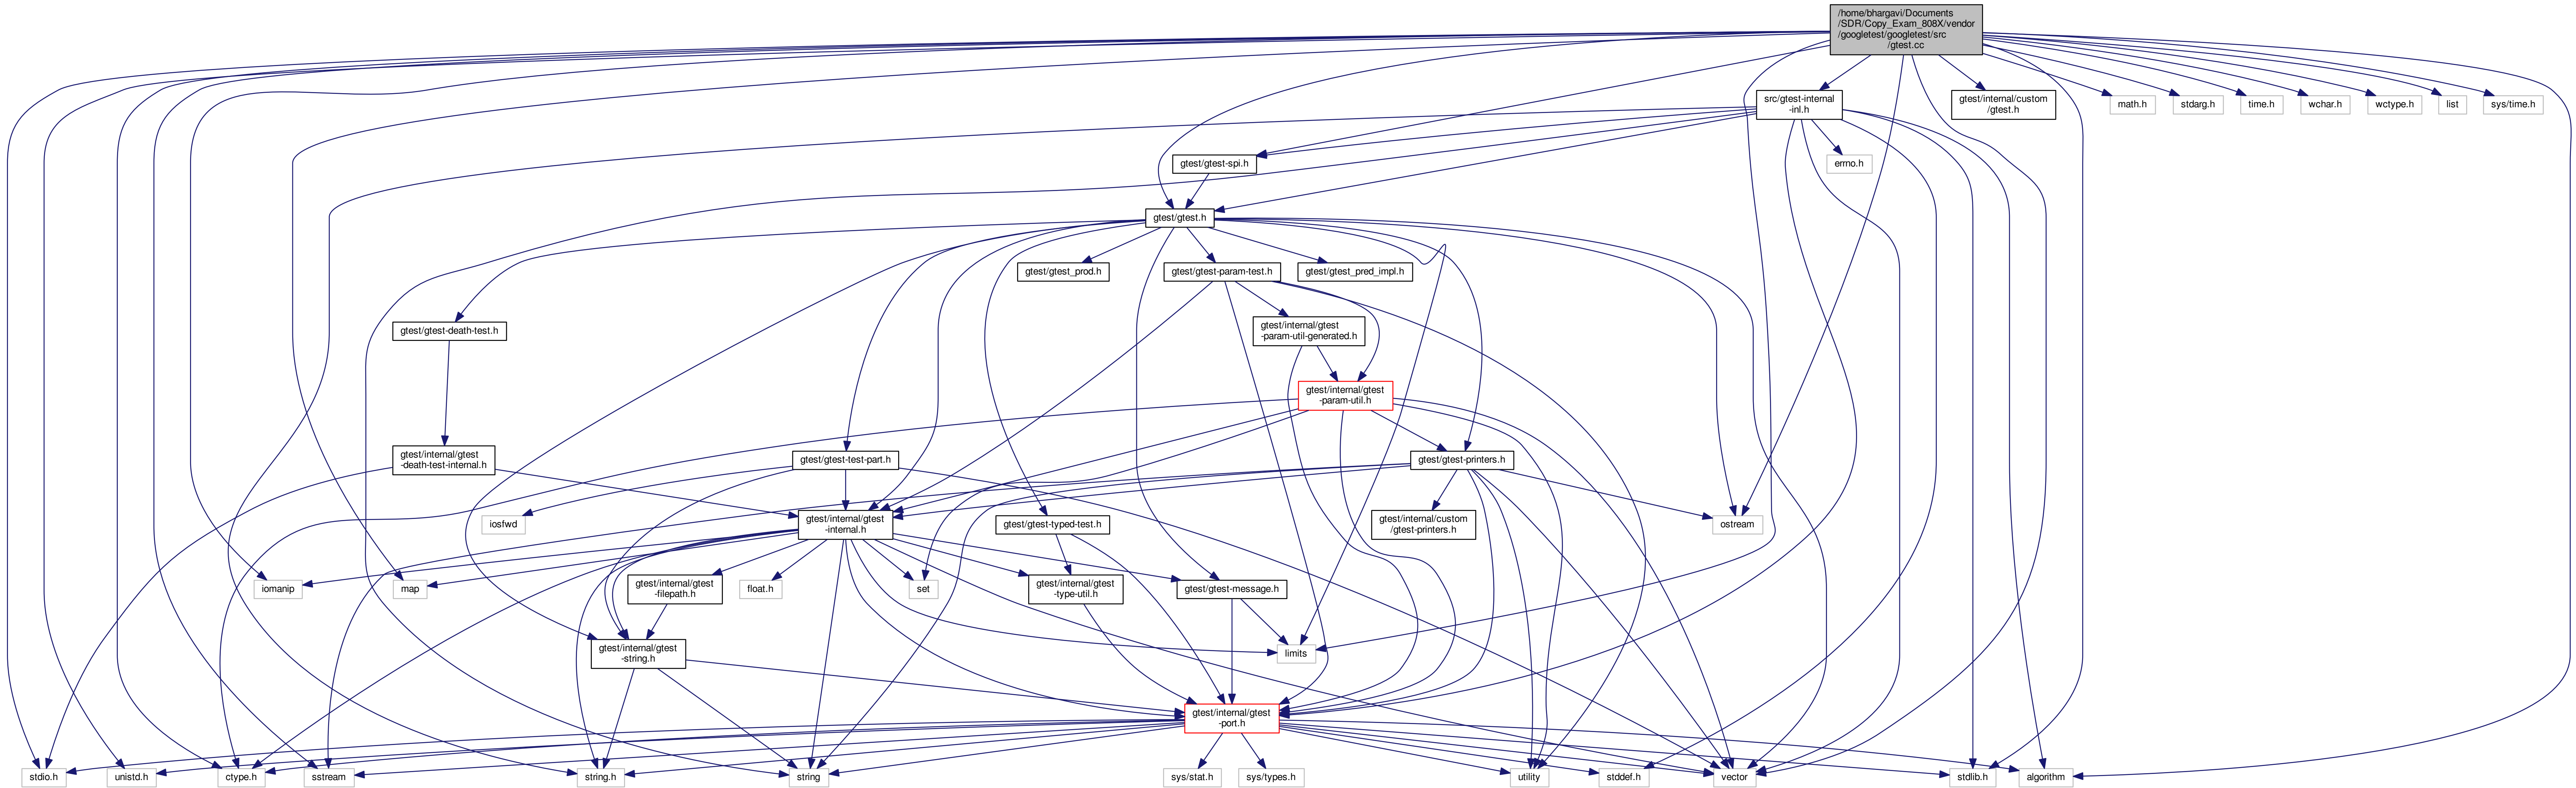 /home/bhargavi/Documents
/SDR/Copy_Exam_808X/vendor
/googletest/googletest/src
/gtest.cc
src/gtest-internal
-inl.h
gtest/internal/custom
/gtest.h
math.h
stdarg.h
time.h
wchar.h
wctype.h
list
sys/time.h
gtest/gtest-spi.h
errno.h
gtest/gtest.h
gtest/gtest_prod.h
gtest/gtest-param-test.h
gtest/gtest_pred_impl.h
gtest/gtest-death-test.h
gtest/internal/gtest
-param-util-generated.h
gtest/internal/gtest
-param-util.h
gtest/internal/gtest
-death-test-internal.h
gtest/gtest-test-part.h
gtest/gtest-printers.h
iosfwd
gtest/internal/gtest
-internal.h
gtest/gtest-typed-test.h
gtest/internal/custom
/gtest-printers.h
ostream
iomanip
map
gtest/internal/gtest
-filepath.h
float.h
set
gtest/internal/gtest
-type-util.h
gtest/gtest-message.h
gtest/internal/gtest
-string.h
limits
gtest/internal/gtest
-port.h
stdio.h
unistd.h
ctype.h
sstream
string.h
string
sys/stat.h
sys/types.h
utility
stddef.h
vector
stdlib.h
algorithm